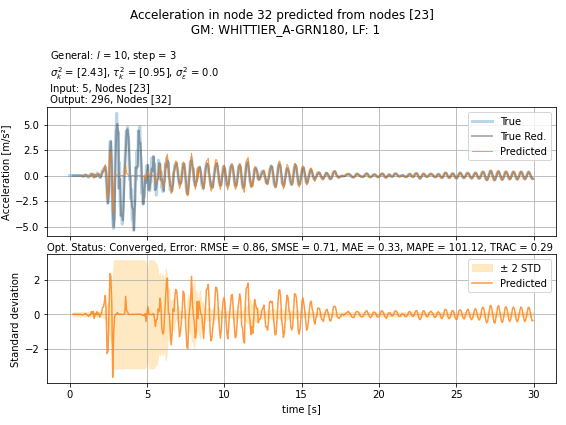 Acceleration in node 32 predicted from nodes [23]
GM: WHITTIER_A-GRN180, LF: 1
General: l = 10, step = 3
σ²ₖ = [2.43], τ²ₖ = [0.95], σ²ε = 0.0
Input: 5, Nodes [23]
Output: 296, Nodes [32]
Acceleration [m/s²]
5.0
2.5
0.0
−2.5
−5.0
True
True Red.
Predicted
Opt. Status: Converged, Error: RMSE = 0.86, SMSE = 0.71, MAE = 0.33, MAPE = 101.12, TRAC = 0.29
Standard deviation
2
0
−2
± 2 STD
Predicted
0 5 10 15 20 25 30
time [s]